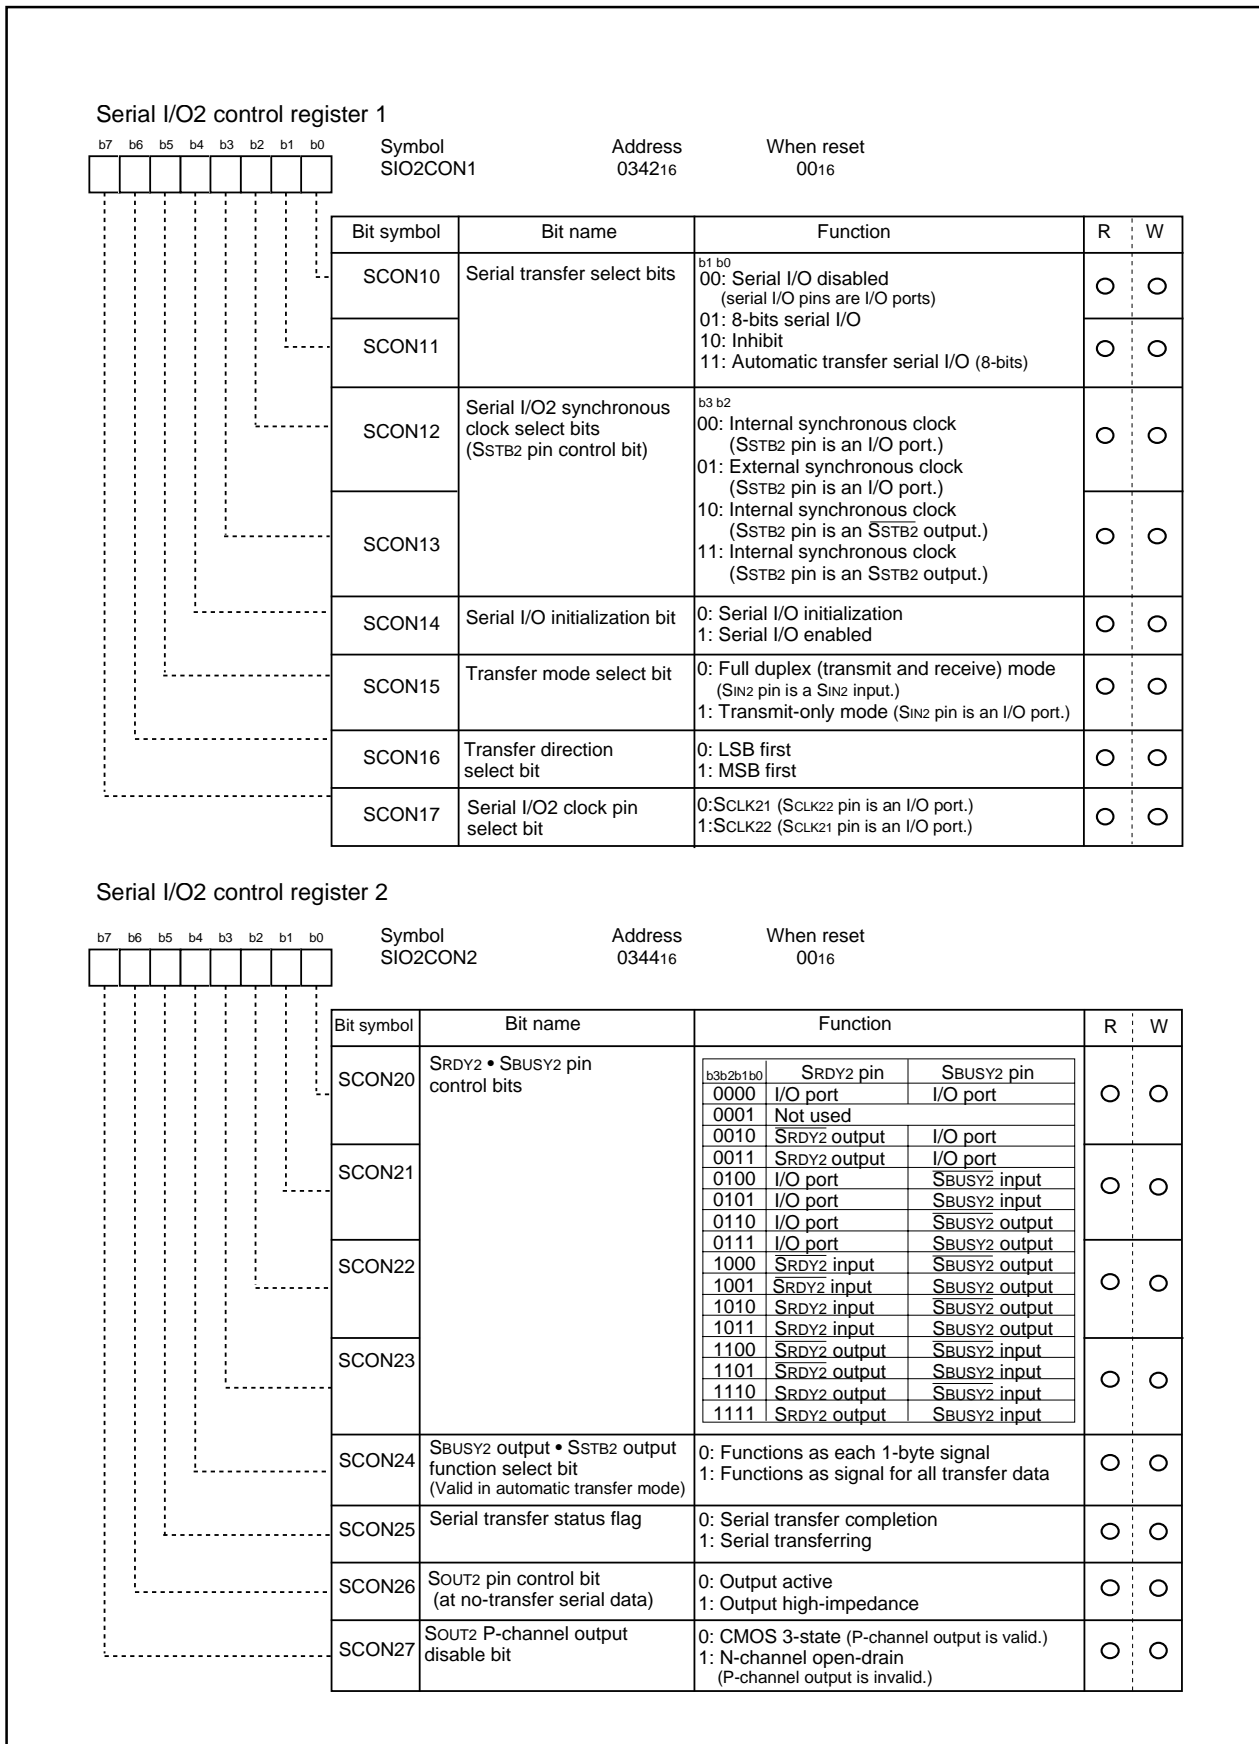 Serial I/O2 control register 1
b7 b6 b5 b4 b3 b2 b1 b0
Symbol Address When reset
SIO2CON1 034216 0016
Bit symbol Bit name Function R W
SCON10 Serial transfer select bits
b1 b0
00: Serial I/O disabled
(serial I/O pins are I/O ports)
01: 8-bits serial I/O
SCON11
10: Inhibit
11: Automatic transfer serial I/O (8-bits)
SCON12
Serial I/O2 synchronous
clock select bits
(SSTB2 pin control bit)
b3 b2
00: Internal synchronous clock
(SSTB2 pin is an I/O port.)
01: External synchronous clock
(SSTB2 pin is an I/O port.)
SCON13
10: Internal synchronous clock
(SSTB2 pin is an S̅S̅T̅B̅2̅ output.)
11: Internal synchronous clock
(SSTB2 pin is an SSTB2 output.)
SCON14 Serial I/O initialization bit
0: Serial I/O initialization
1: Serial I/O enabled
SCON15 Transfer mode select bit
0: Full duplex (transmit and receive) mode
(SIN2 pin is a SIN2 input.)
1: Transmit-only mode (SIN2 pin is an I/O port.)
SCON16
Transfer direction
select bit
0: LSB first
1: MSB first
SCON17
Serial I/O2 clock pin
select bit
0:SCLK21 (SCLK22 pin is an I/O port.)
1:SCLK22 (SCLK21 pin is an I/O port.)
Serial I/O2 control register 2
b7 b6 b5 b4 b3 b2 b1 b0
Symbol Address When reset
SIO2CON2 034416 0016
Bit symbol Bit name Function R W
SCON20
SRDY2 • SBUSY2 pin
control bits
SCON21
SCON22
SCON23
b3b2b1b0 SRDY2 pin SBUSY2 pin
0000 I/O port I/O port
0001 Not used
0010 S̅R̅D̅Y̅2̅ output I/O port
0011 SRDY2 output I/O port
0100 I/O port S̅B̅U̅S̅Y̅2̅ input
0101 I/O port SBUSY2 input
0110 I/O port S̅B̅U̅S̅Y̅2̅ output
0111 I/O port SBUSY2 output
1000 S̅R̅D̅Y̅2̅ input S̅B̅U̅S̅Y̅2̅ output
1001 S̅R̅D̅Y̅2̅ input SBUSY2 output
1010 SRDY2 input S̅B̅U̅S̅Y̅2̅ output
1011 SRDY2 input SBUSY2 output
1100 S̅R̅D̅Y̅2̅ output S̅B̅U̅S̅Y̅2̅ input
1101 S̅R̅D̅Y̅2̅ output SBUSY2 input
1110 SRDY2 output S̅B̅U̅S̅Y̅2̅ input
1111 SRDY2 output SBUSY2 input
SCON24
SBUSY2 output • SSTB2 output
function select bit
(Valid in automatic transfer mode)
0: Functions as each 1-byte signal
1: Functions as signal for all transfer data
SCON25 Serial transfer status flag
0: Serial transfer completion
1: Serial transferring
SCON26
SOUT2 pin control bit
(at no-transfer serial data)
0: Output active
1: Output high-impedance
SCON27
SOUT2 P-channel output
disable bit
0: CMOS 3-state (P-channel output is valid.)
1: N-channel open-drain
(P-channel output is invalid.)